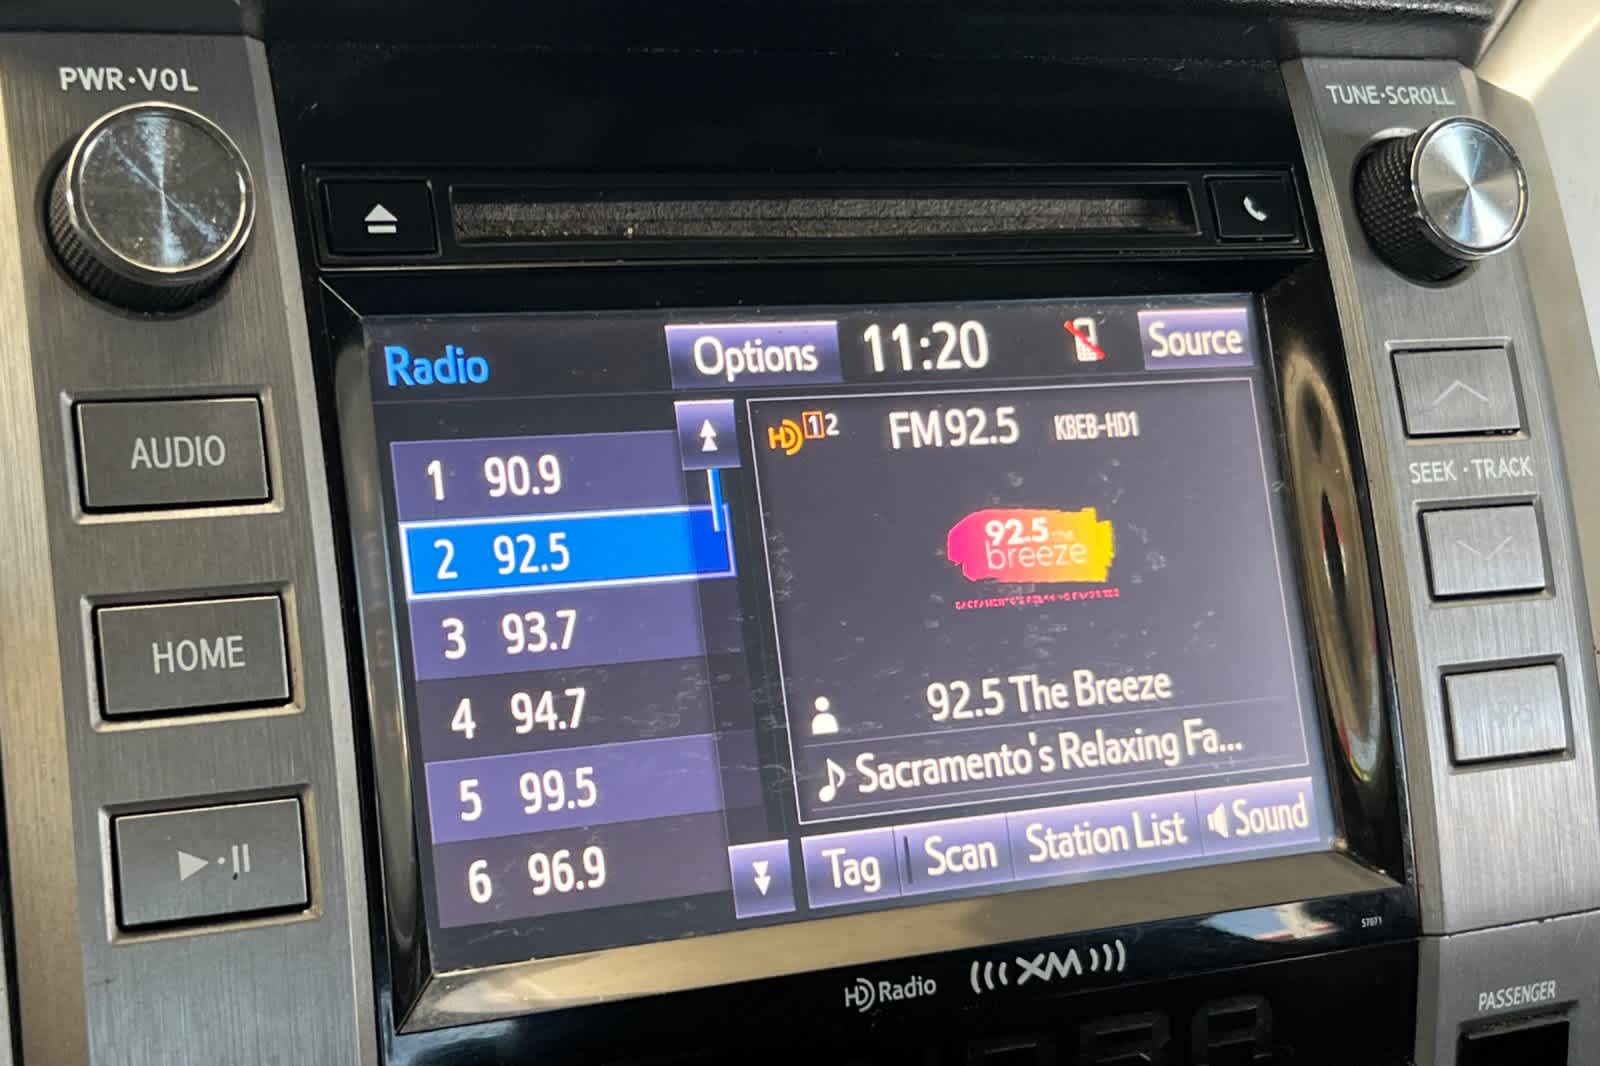 PWR·VOL
TUNE·SCROLL
Radio
Options
11:20
Source
AUDIO
HOME
1 90.9
2 92.5
3 93.7
4 94.7
5 99.5
6 96.9
HD 1 2
FM 92.5
KBEB-HD1
92.5 the
breeze
92.5 The Breeze
Sacramento's Relaxing Fa...
Tag
Scan
Station List
Sound
SEEK · TRACK
57071
HD Radio
((( XM )))
PASSENGER